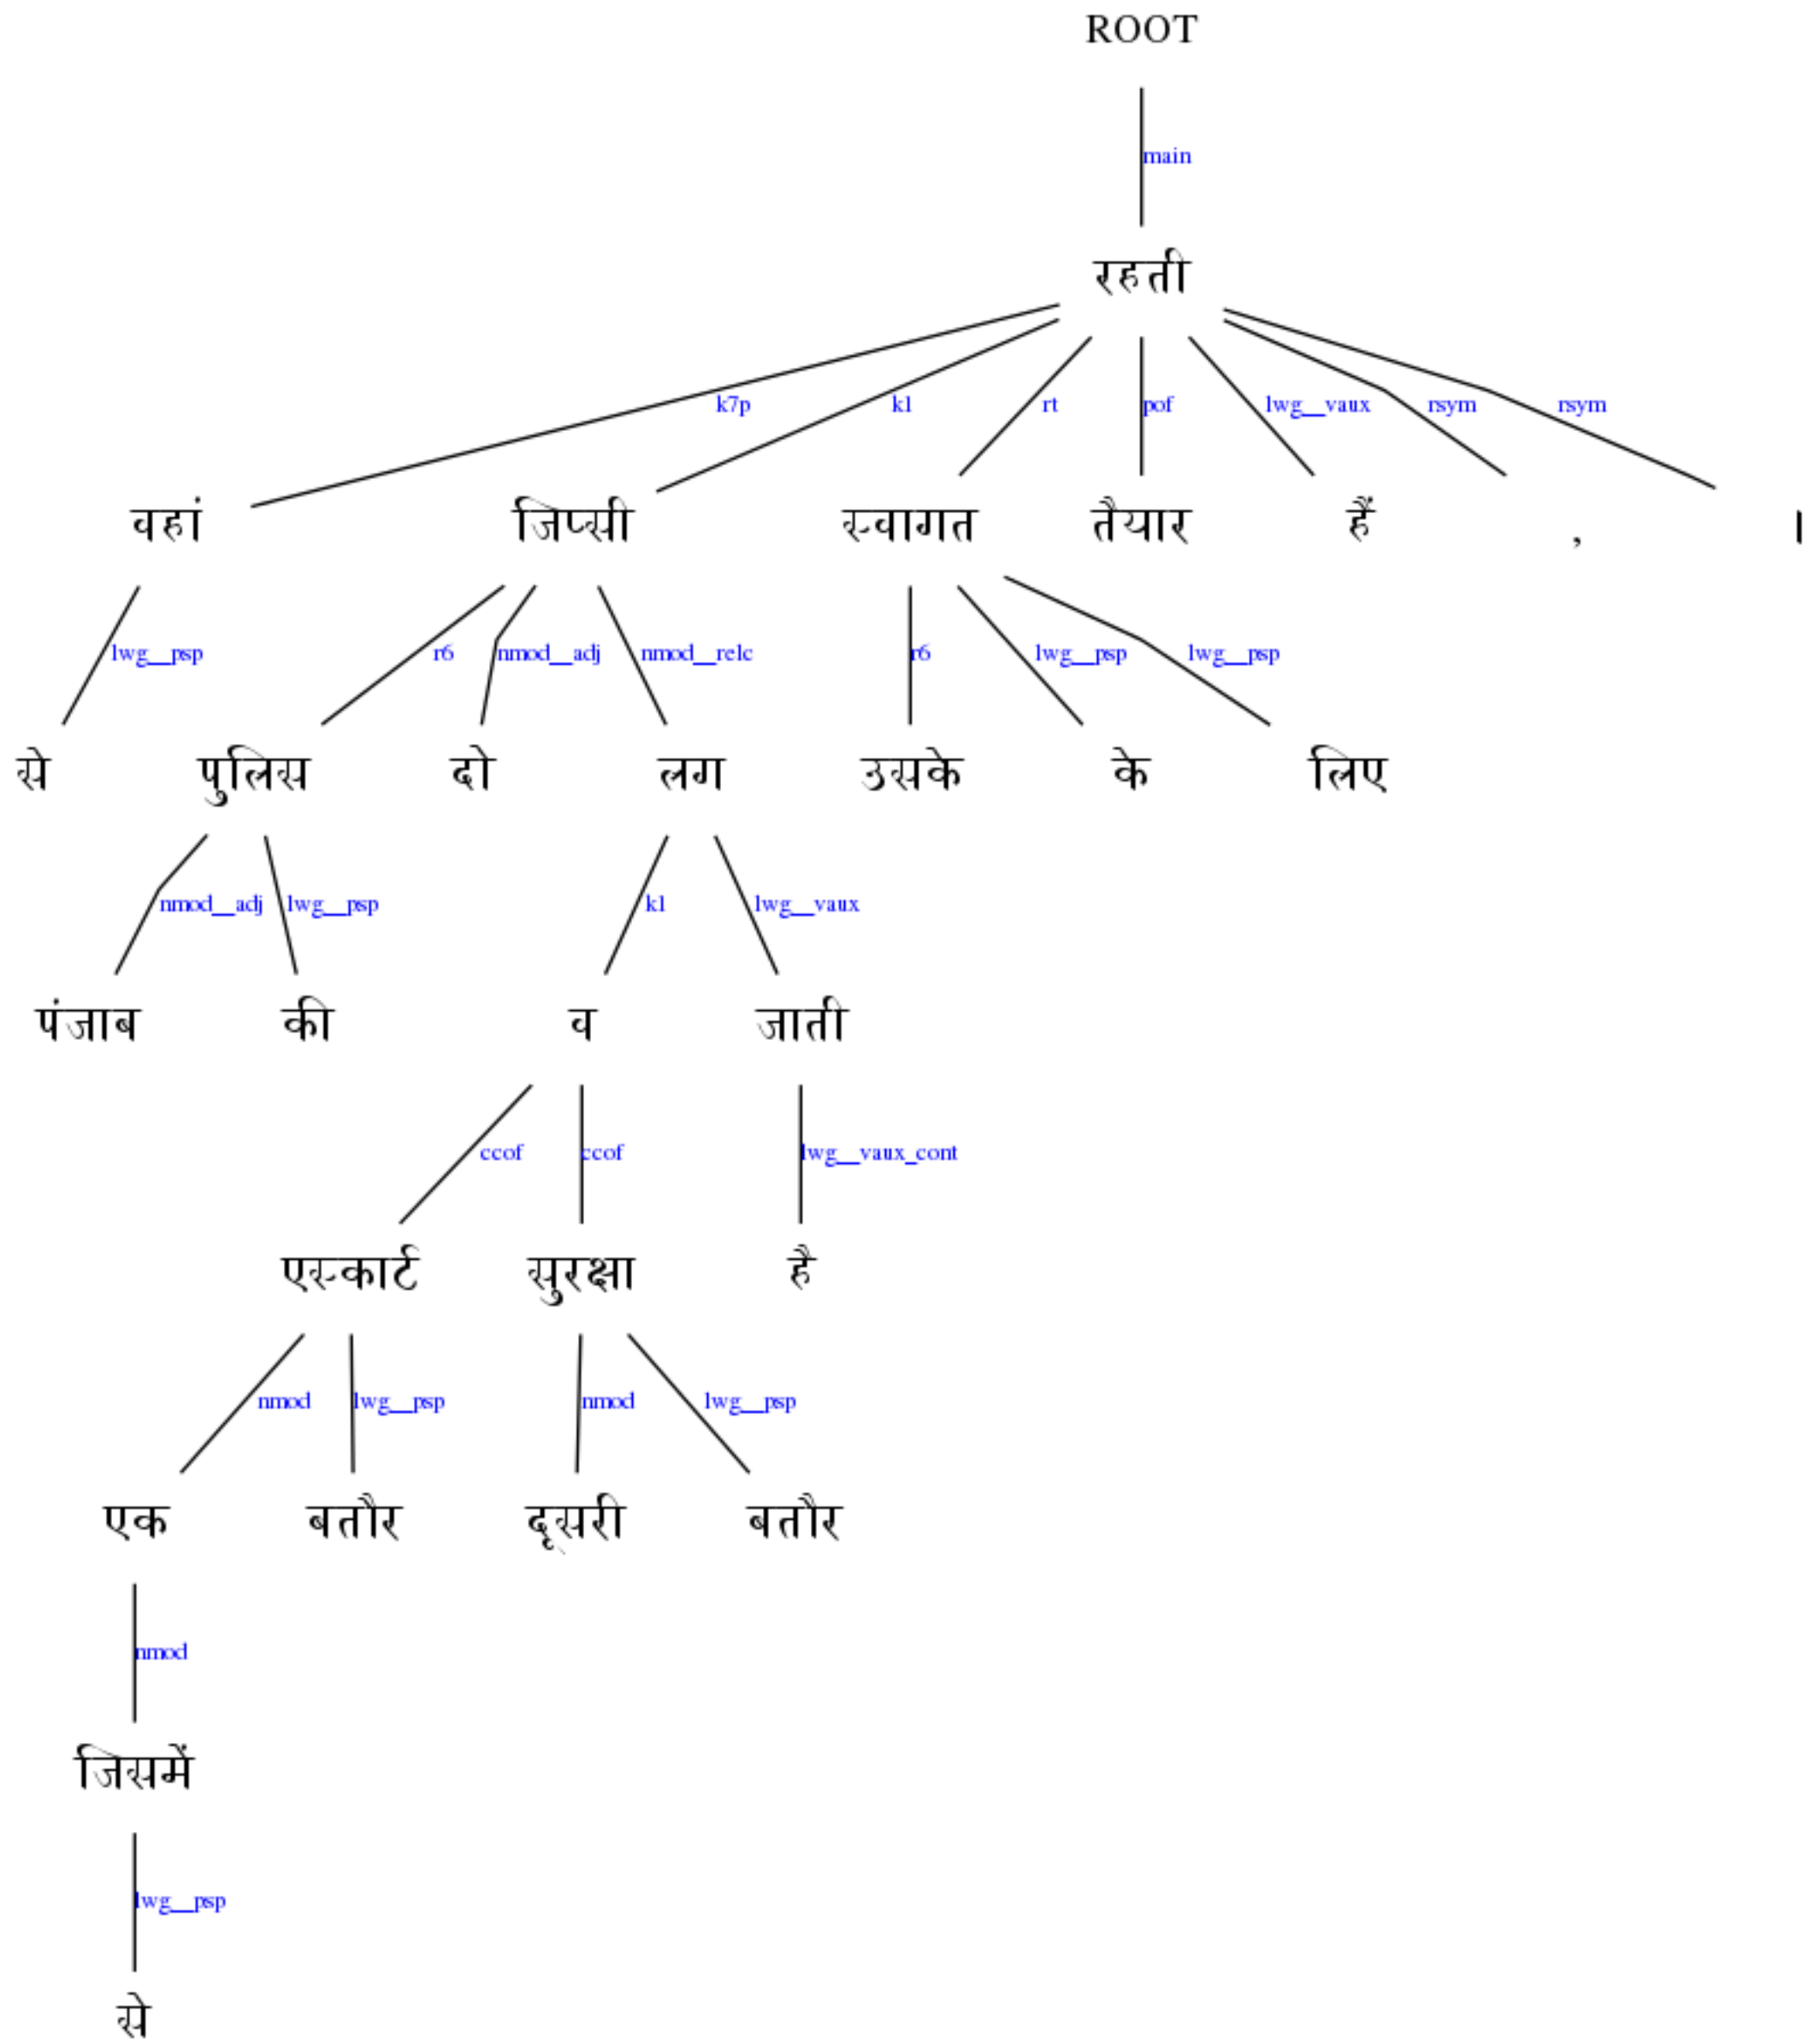 ROOT
main
रहती
k7p k1 rt pof lwg__vaux rsym rsym
वहां जिप्सी स्वागत तैयार हैं , ।
lwg__psp r6 nmod__adj nmod__relc r6 lwg__psp lwg__psp
से पुलिस दो लग उसके के लिए
nmod__adj lwg__psp k1 lwg__vaux
पंजाब की व जाती
ccof ccof lwg__vaux_cont
एस्कार्ट सुरक्षा है
nmod lwg__psp nmod lwg__psp
एक बतौर दूसरी बतौर
nmod
जिसमें
lwg__psp
से